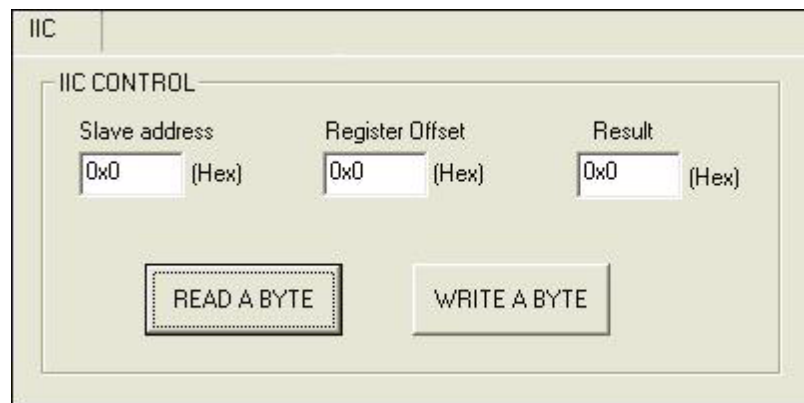 IIC
IIC CONTROL
Slave address Register Offset Result
0x0 (Hex) 0x0 (Hex) 0x0 (Hex)
READ A BYTE WRITE A BYTE